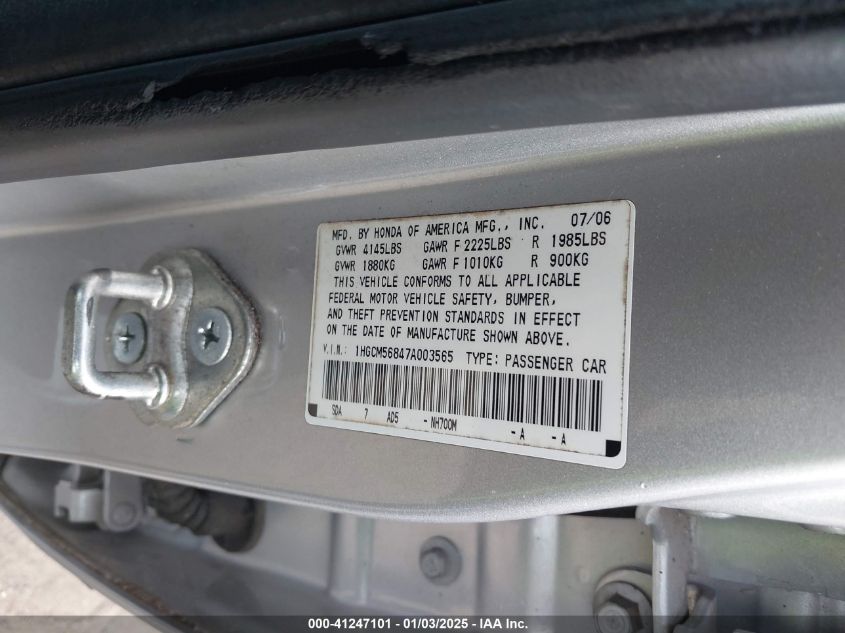 MFD. BY HONDA OF AMERICA MFG., INC. 07/06
GVWR 4145LBS GAWR F 2225LBS R 1985LBS
GVWR 1880KG GAWR F 1010KG R 900KG
THIS VEHICLE CONFORMS TO ALL APPLICABLE
FEDERAL MOTOR VEHICLE SAFETY, BUMPER,
AND THEFT PREVENTION STANDARDS IN EFFECT
ON THE DATE OF MANUFACTURE SHOWN ABOVE.
V.I.N.: 1HGCM56847A003565 TYPE: PASSENGER CAR
SDA 7 AD5 -NH700M -A -A
000-41247101 - 01/03/2025 - IAA Inc.